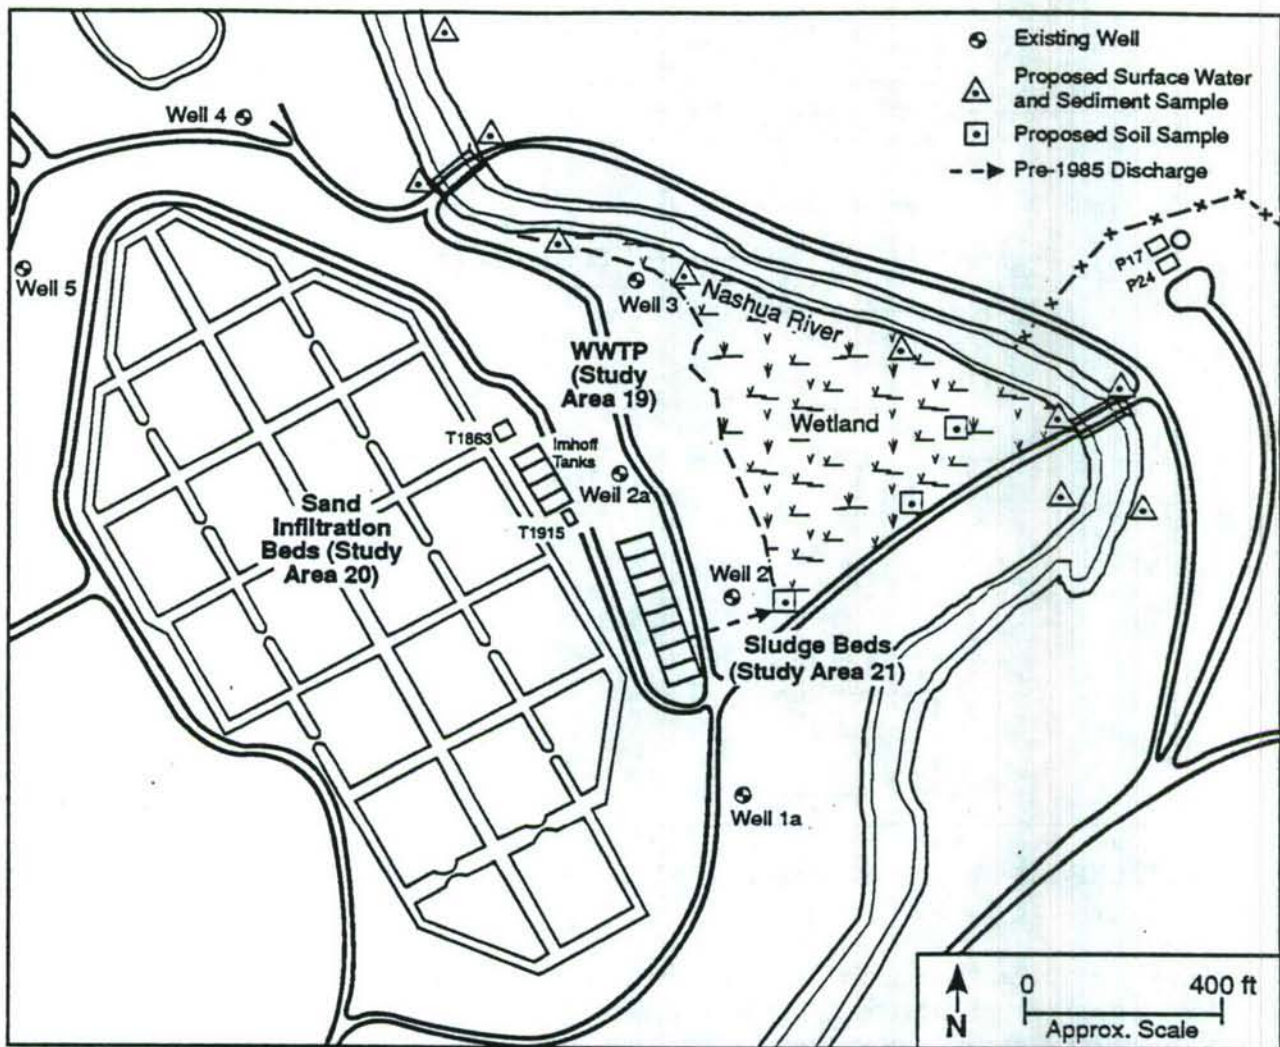 Existing Well
Proposed Surface Water
and Sediment Sample
Proposed Soil Sample
Pre-1985 Discharge
Well 4
Well 5
P17
P24
Well 3
Nashua River
WWTP
(Study
Area 19)
Wetland
T1863
Imhoff
Tanks
Well 2a
T1915
Sand
Infiltration
Beds (Study
Area 20)
Well 2
Sludge Beds
(Study Area 21)
Well 1a
N
0 400 ft
Approx. Scale